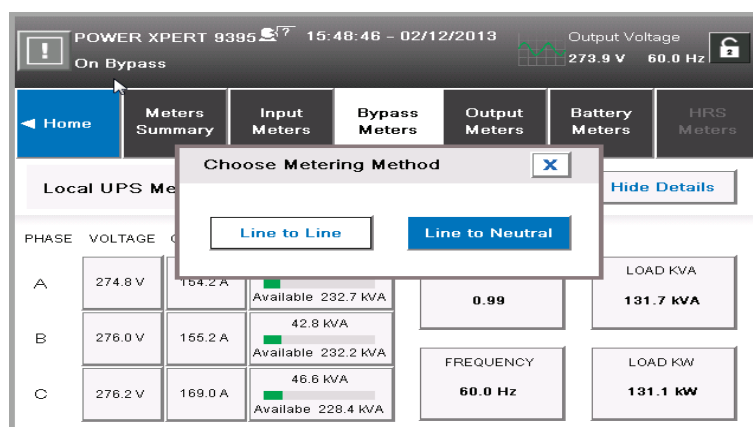 POWER XPERT 9395 ? 15:48:46 - 02/12/2013 Output Voltage
! On Bypass 273.9 V 60.0 Hz 2
Home Meters Summary Input Meters Bypass Meters Output Meters Battery Meters HRS Meters
Choose Metering Method X
Local UPS Me Hide Details
Line to Line Line to Neutral
PHASE VOLTAGE
LOAD KVA
A 274.8 V 154.2 A Available 232.7 kVA 0.99 131.7 kVA
B 276.0 V 155.2 A 42.8 kVA
Available 232.2 kVA
FREQUENCY LOAD KW
C 276.2 V 169.0 A 46.6 kVA 60.0 Hz 131.1 kW
Availabe 228.4 kVA